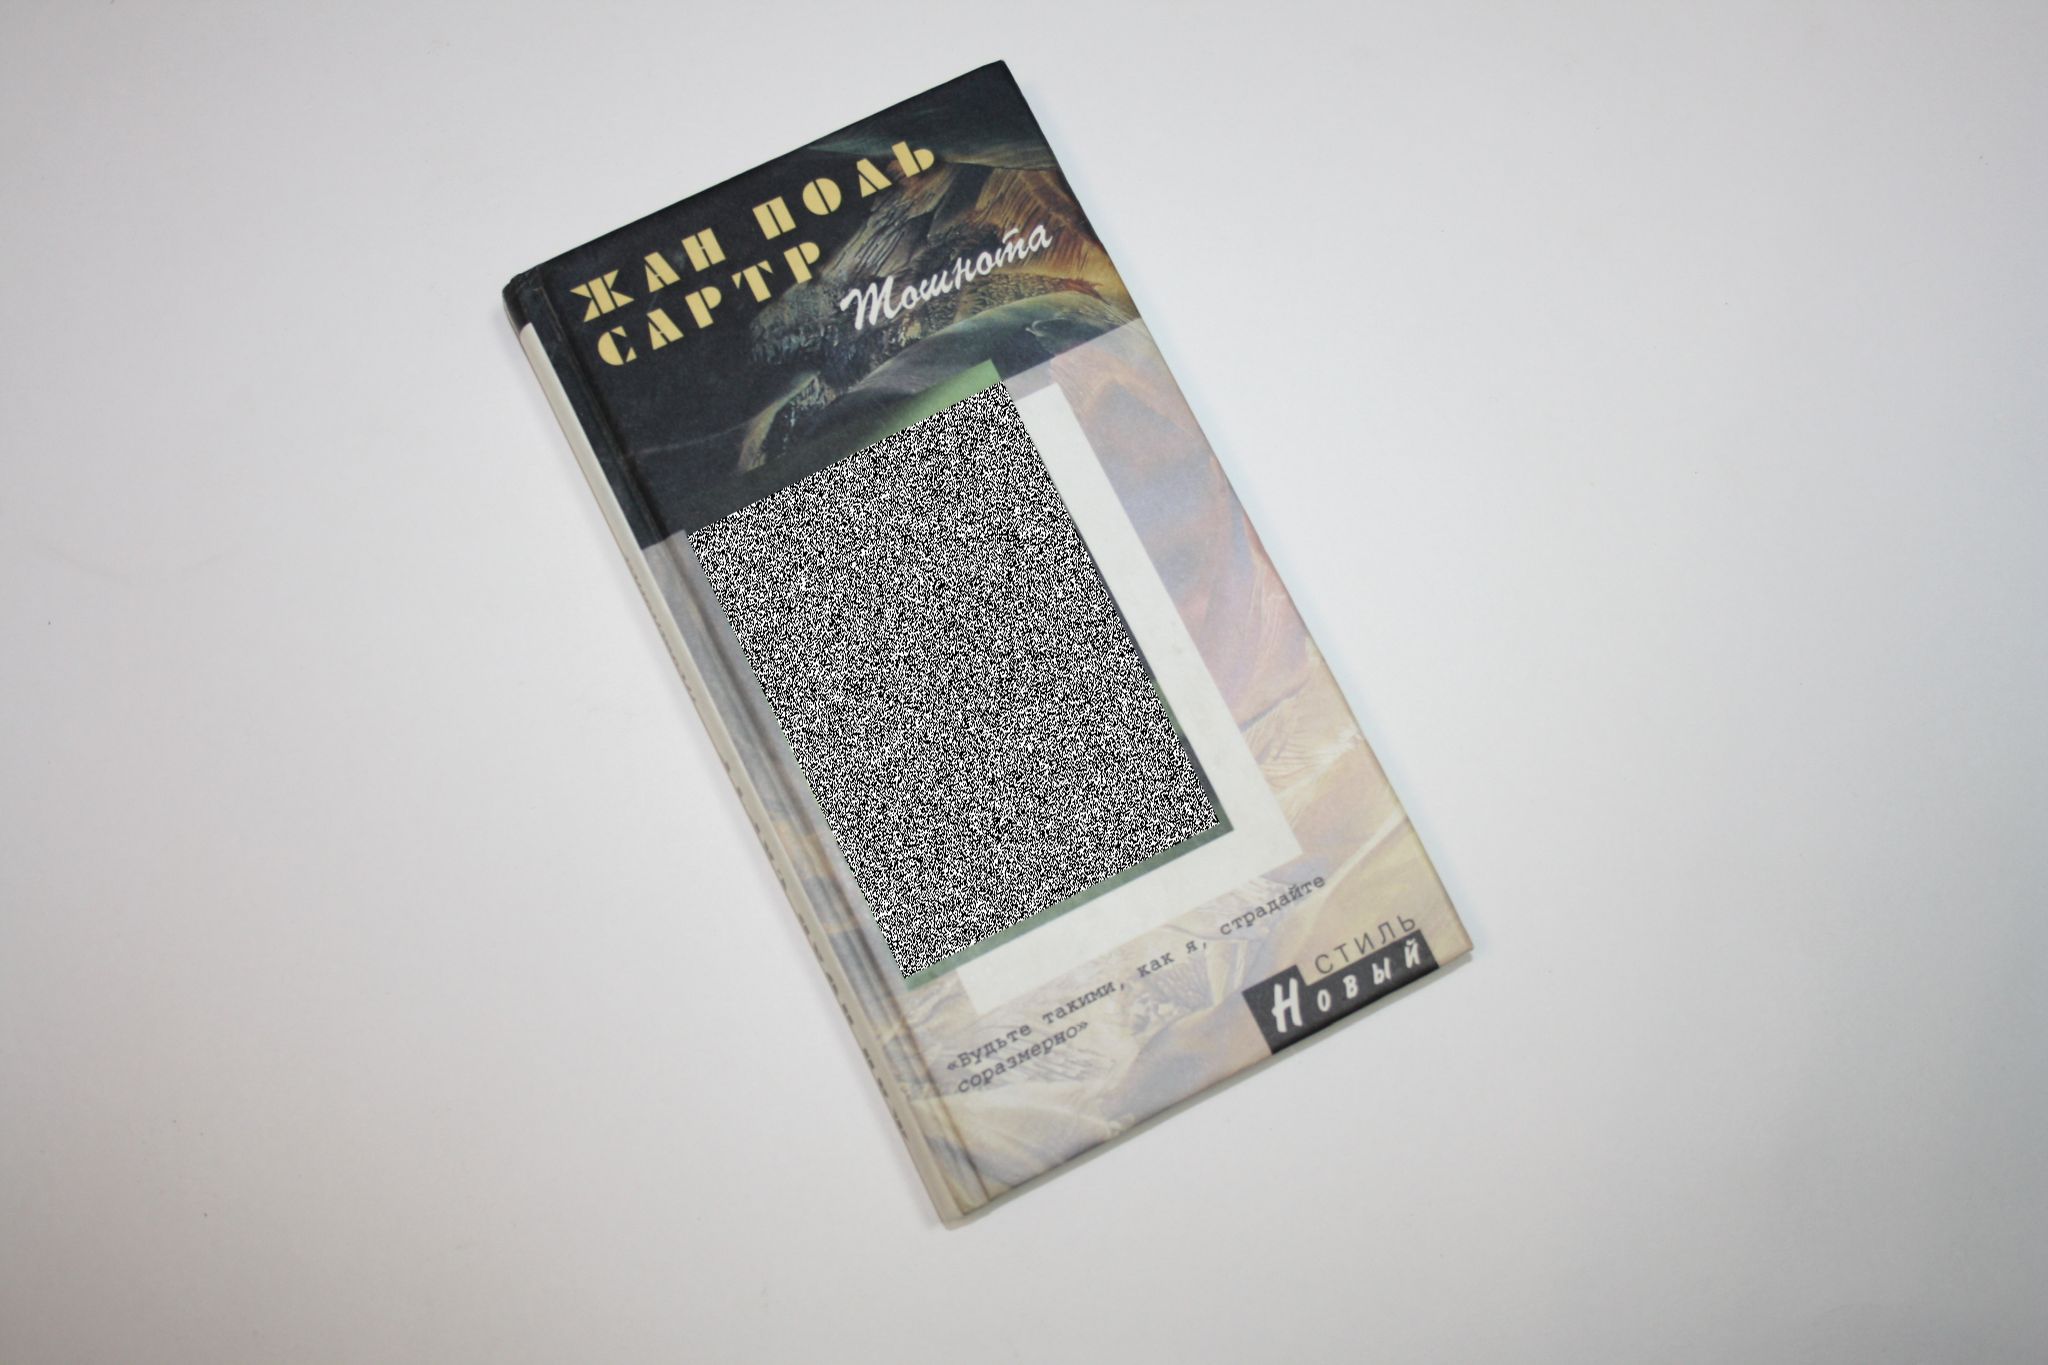 ЖАН ПОЛЬ
САРТР
Тошнота
«Будьте такими, как я, страдайте
соразмерно»
СТИЛЬ
Новый